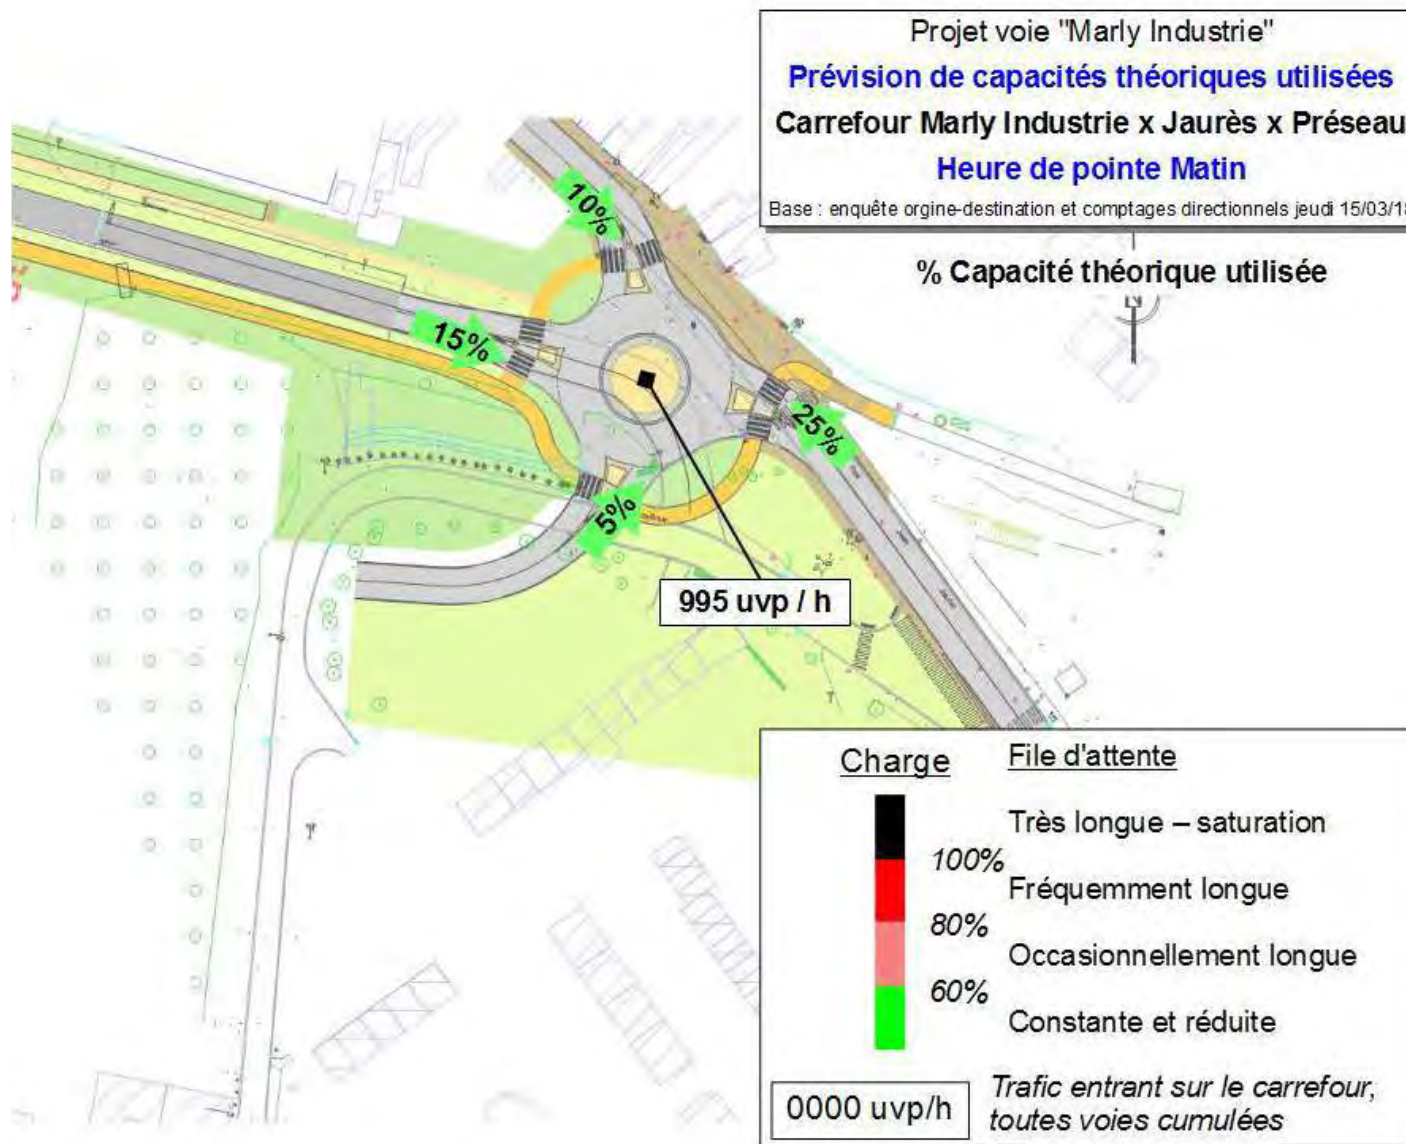 Projet voie "Marly Industrie"
Prévision de capacités théoriques utilisées
Carrefour Marly Industrie x Jaurès x Préseau
Heure de pointe Matin
Base : enquête orgine-destination et comptages directionnels jeudi 15/03/18
% Capacité théorique utilisée
10%
15%
25%
5%
995 uvp / h
Charge
File d'attente
Très longue – saturation
100%
Fréquemment longue
80%
Occasionnellement longue
60%
Constante et réduite
0000 uvp/h
Trafic entrant sur le carrefour,
toutes voies cumulées